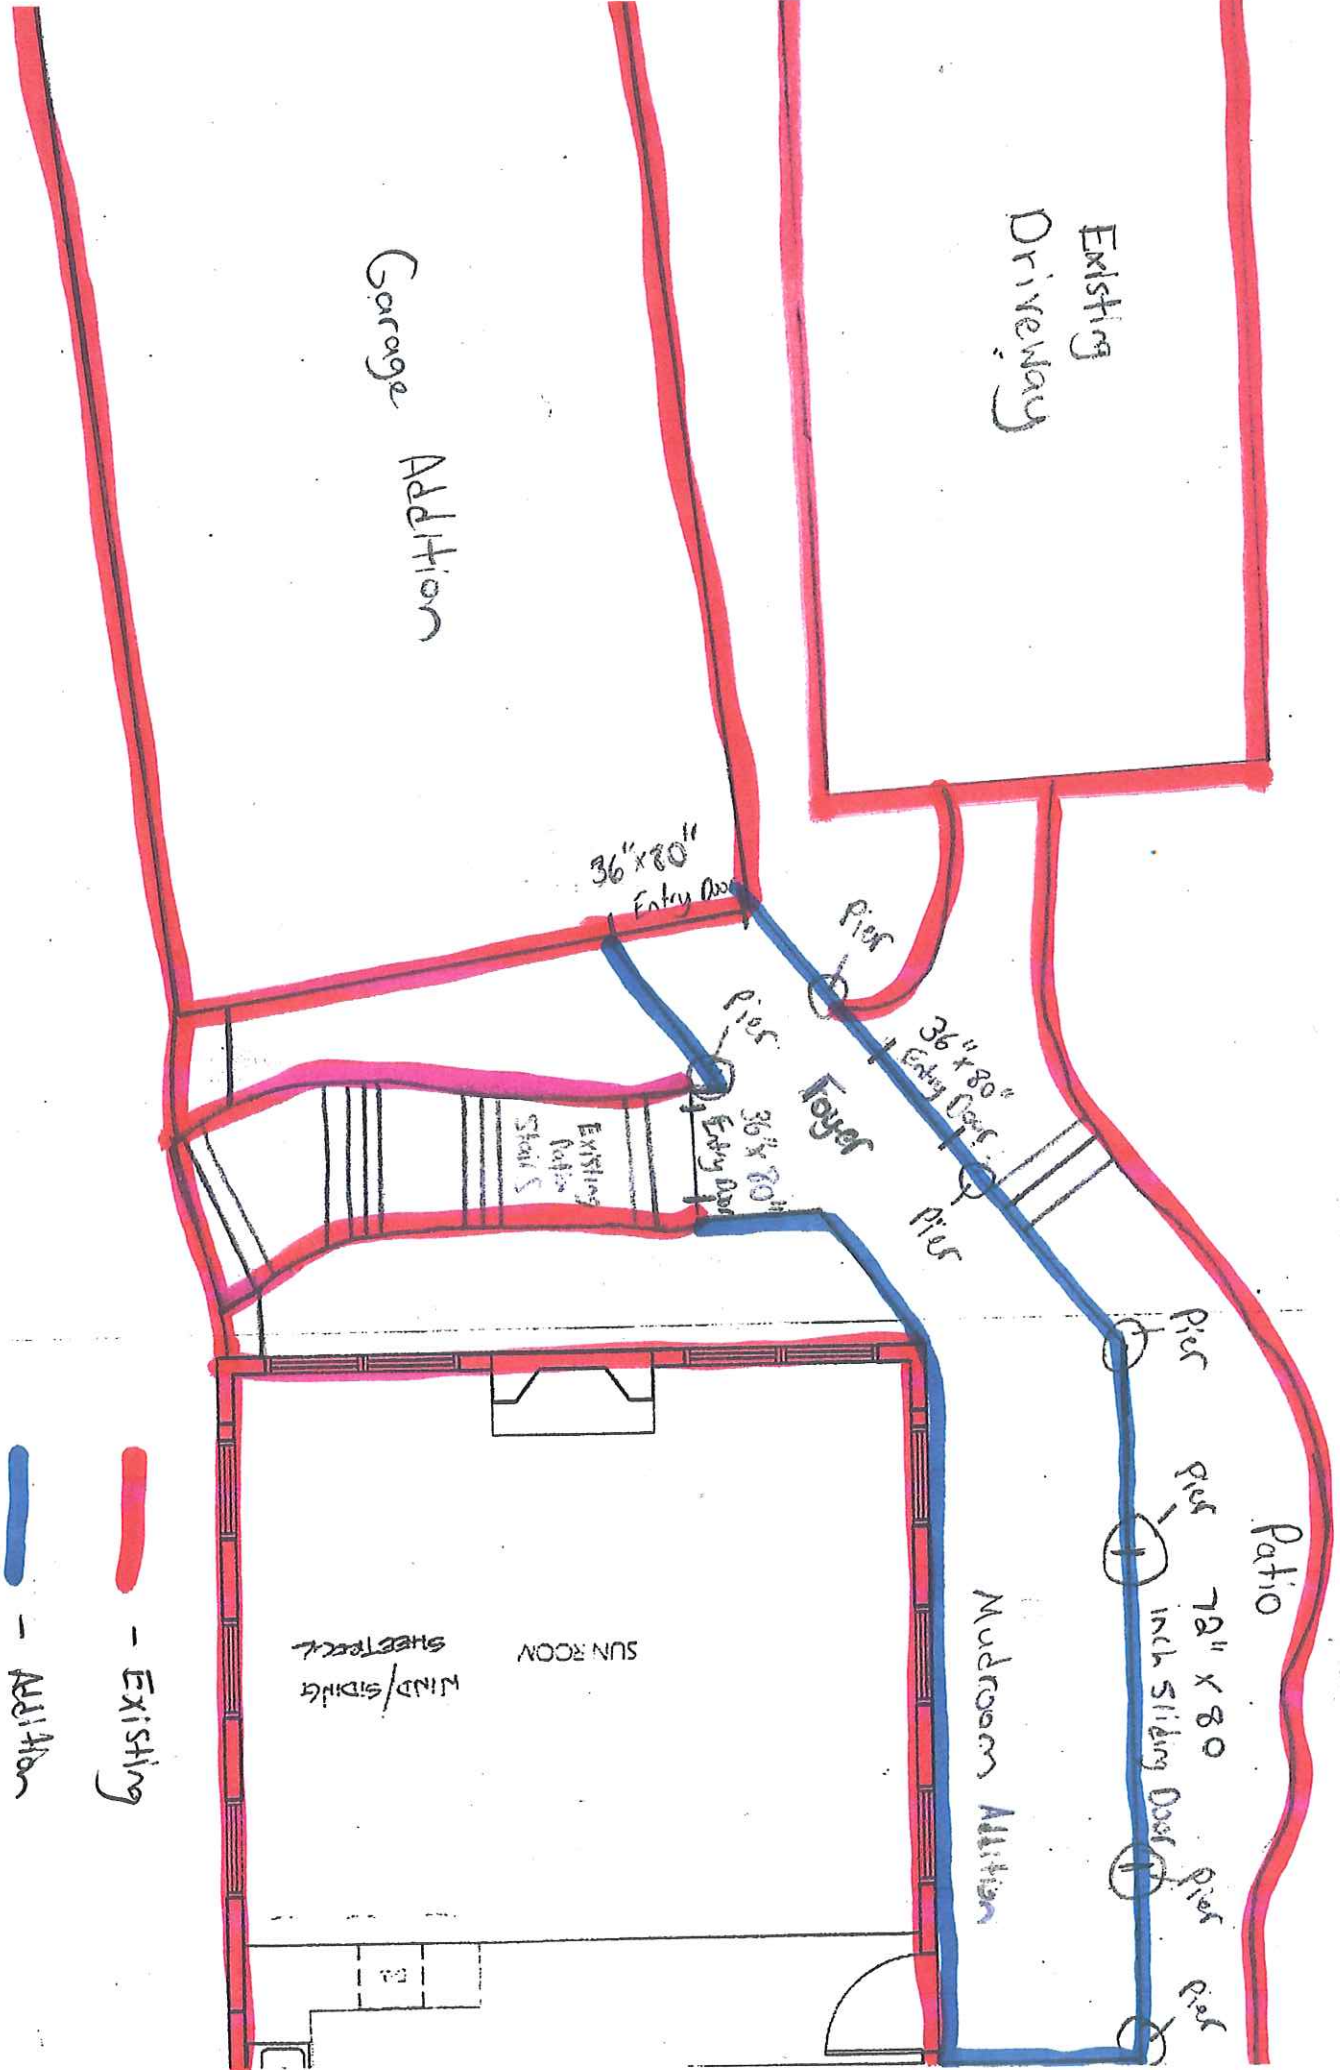 Existing
Driveway
Garage Addition
36"x80"
Entry Door
Pier
Pier
36"x80"
Entry Door
Foyer
36"x80"
Entry Door
Existing
Patio
Stairs
Pier
Pier
Pier
72" x 80
inch Sliding Door
Patio
Pier
Pier
Mudroom Addition
SUN ROOM
WIND/SIDING
SHEETROCK
- Existing
- Addition